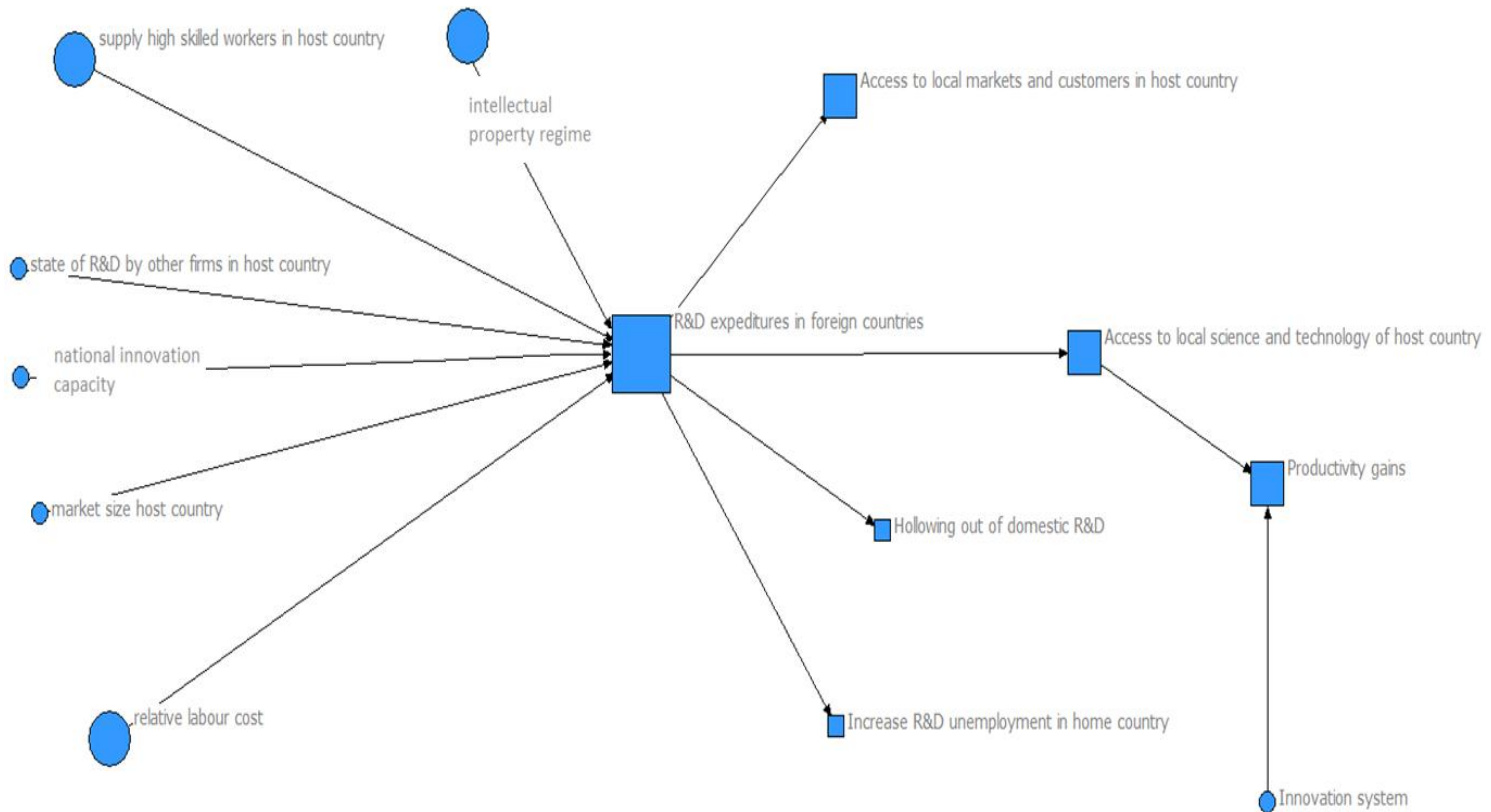 supply high skilled workers in host country
intellectual
property regime
Access to local markets and customers in host country
state of R&D by other firms in host country
R&D expeditures in foreign countries
Access to local science and technology of host country
national innovation
capacity
Productivity gains
market size host country
Hollowing out of domestic R&D
relative labour cost
Increase R&D unemployment in home country
Innovation system